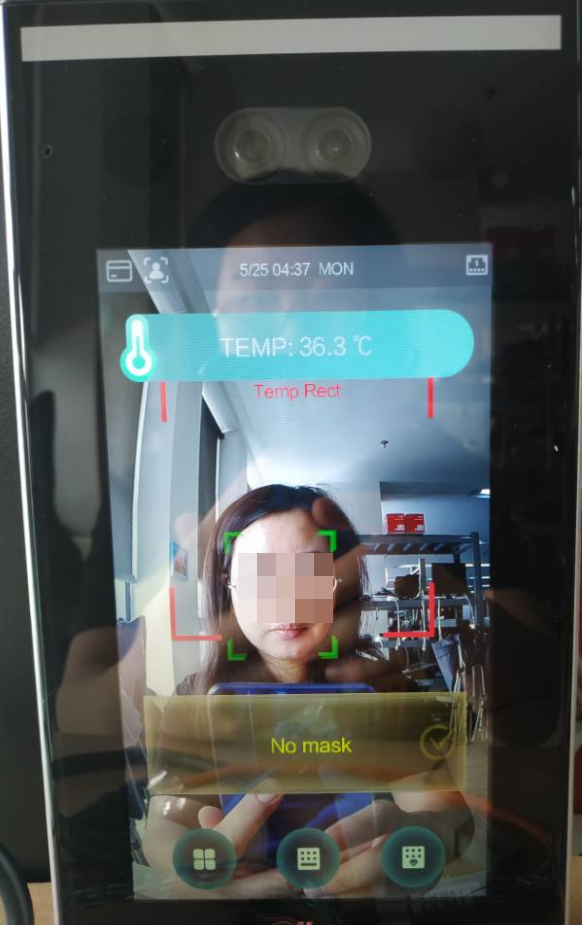 5/25 04:37 MON
TEMP: 36.3 ℃
Temp Rect
No mask